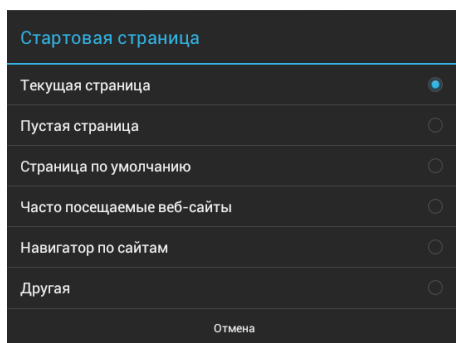 Стартовая страница
Текущая страница
Пустая страница
Страница по умолчанию
Часто посещаемые веб-сайты
Навигатор по сайтам
Другая
Отмена